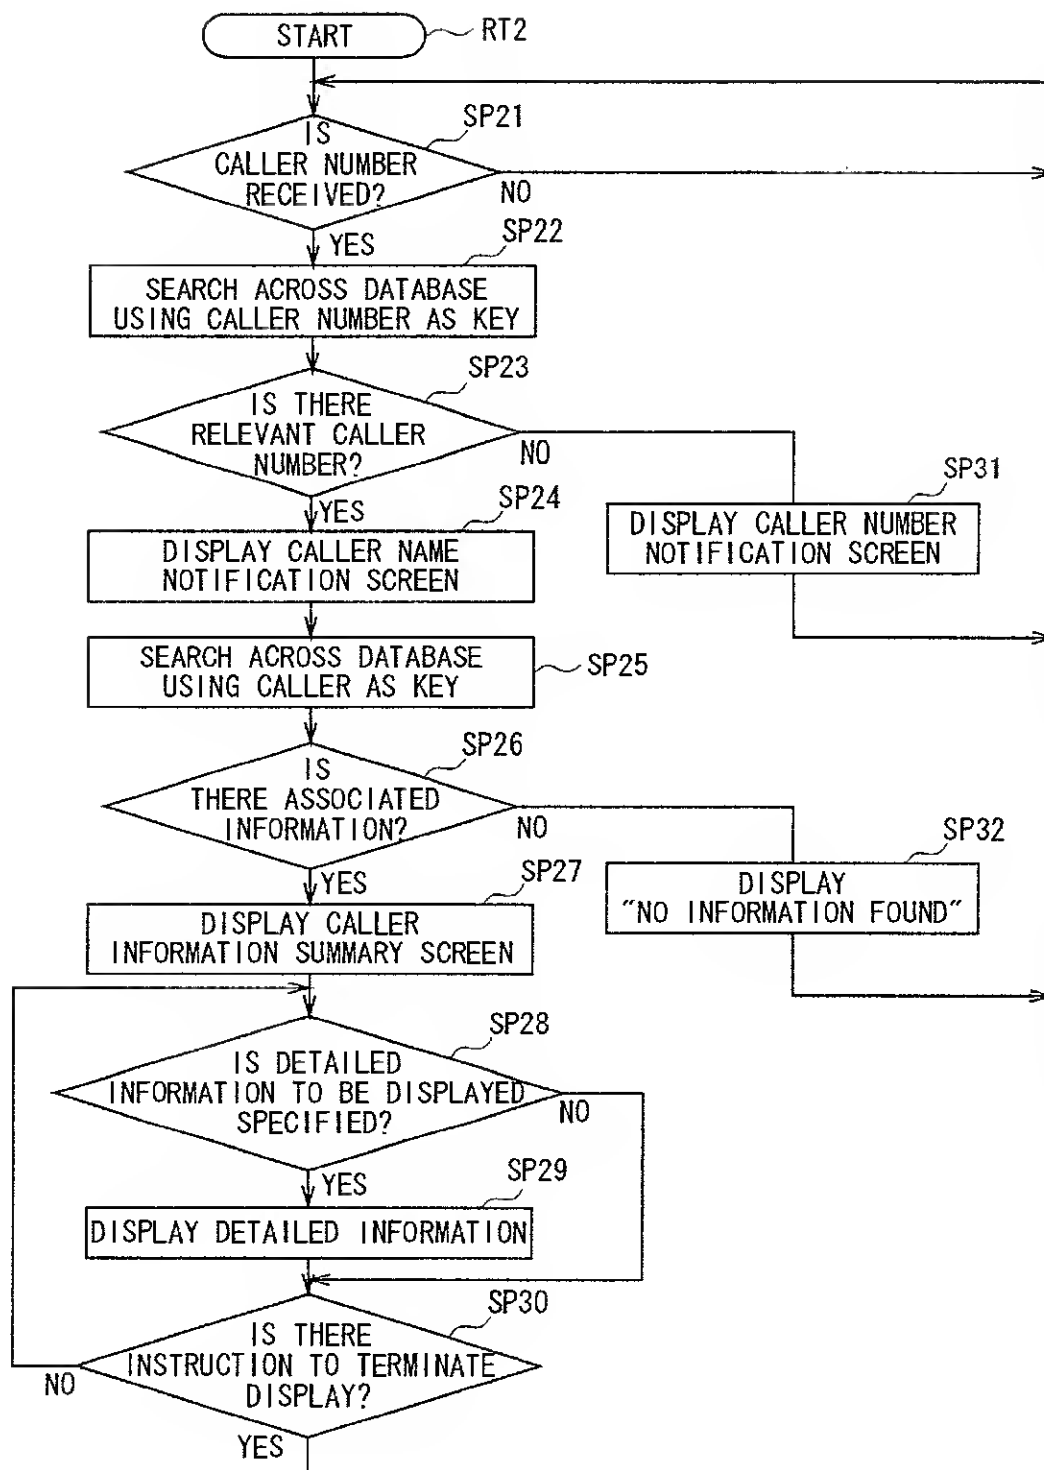 START
RT2
SP21
IS
CALLER NUMBER
RECEIVED?
NO
YES
SP22
SEARCH ACROSS DATABASE
USING CALLER NUMBER AS KEY
SP23
IS THERE
RELEVANT CALLER
NUMBER?
NO
YES
SP24
DISPLAY CALLER NAME
NOTIFICATION SCREEN
SP31
DISPLAY CALLER NUMBER
NOTIFICATION SCREEN
SEARCH ACROSS DATABASE
USING CALLER AS KEY
SP25
SP26
IS
THERE ASSOCIATED
INFORMATION?
NO
YES
SP27
DISPLAY CALLER
INFORMATION SUMMARY SCREEN
SP32
DISPLAY
"NO INFORMATION FOUND"
SP28
IS DETAILED
INFORMATION TO BE DISPLAYED
SPECIFIED?
NO
YES
SP29
DISPLAY DETAILED INFORMATION
SP30
IS THERE
INSTRUCTION TO TERMINATE
DISPLAY?
NO
YES